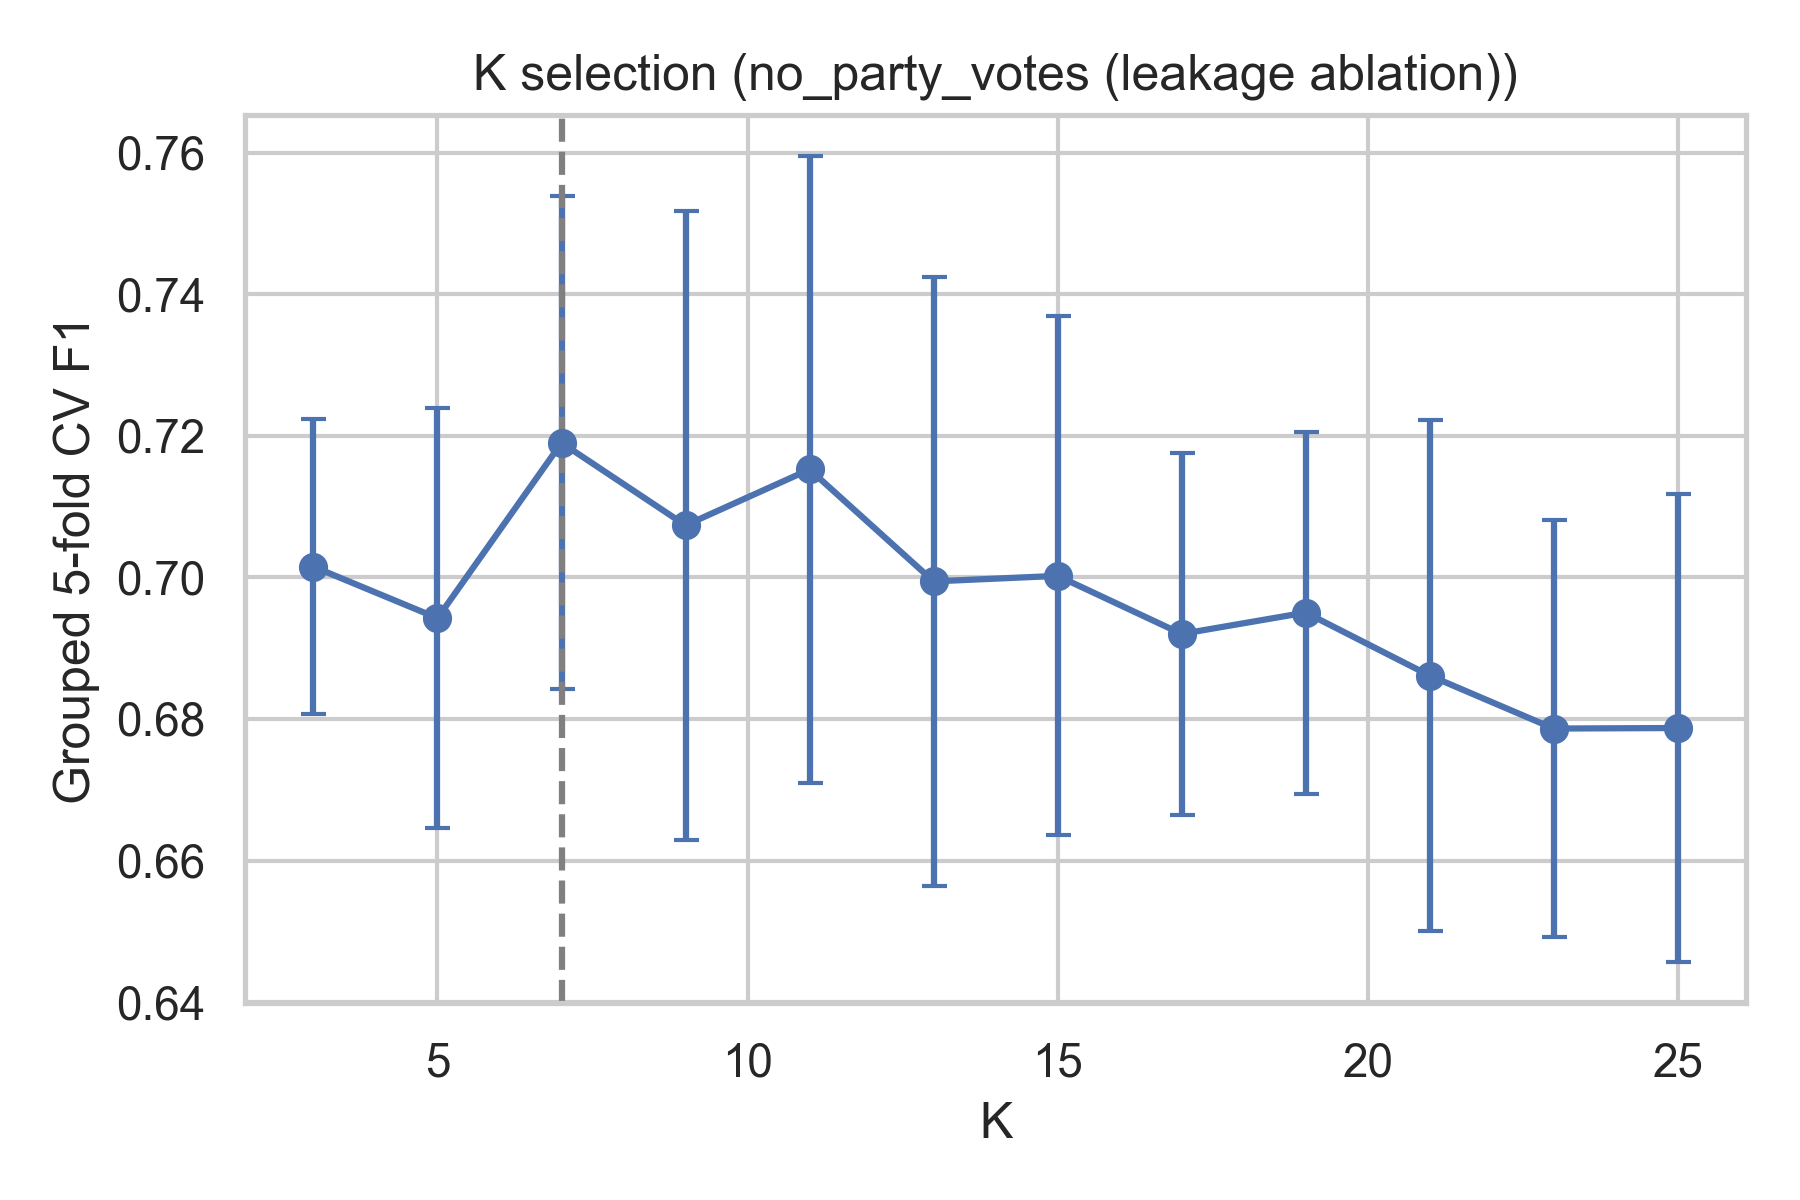 K selection (no_party_votes (leakage ablation))
0.76
0.74
0.72
0.70
0.68
0.66
0.64
Grouped 5-fold CV F1
5 10 15 20 25
K